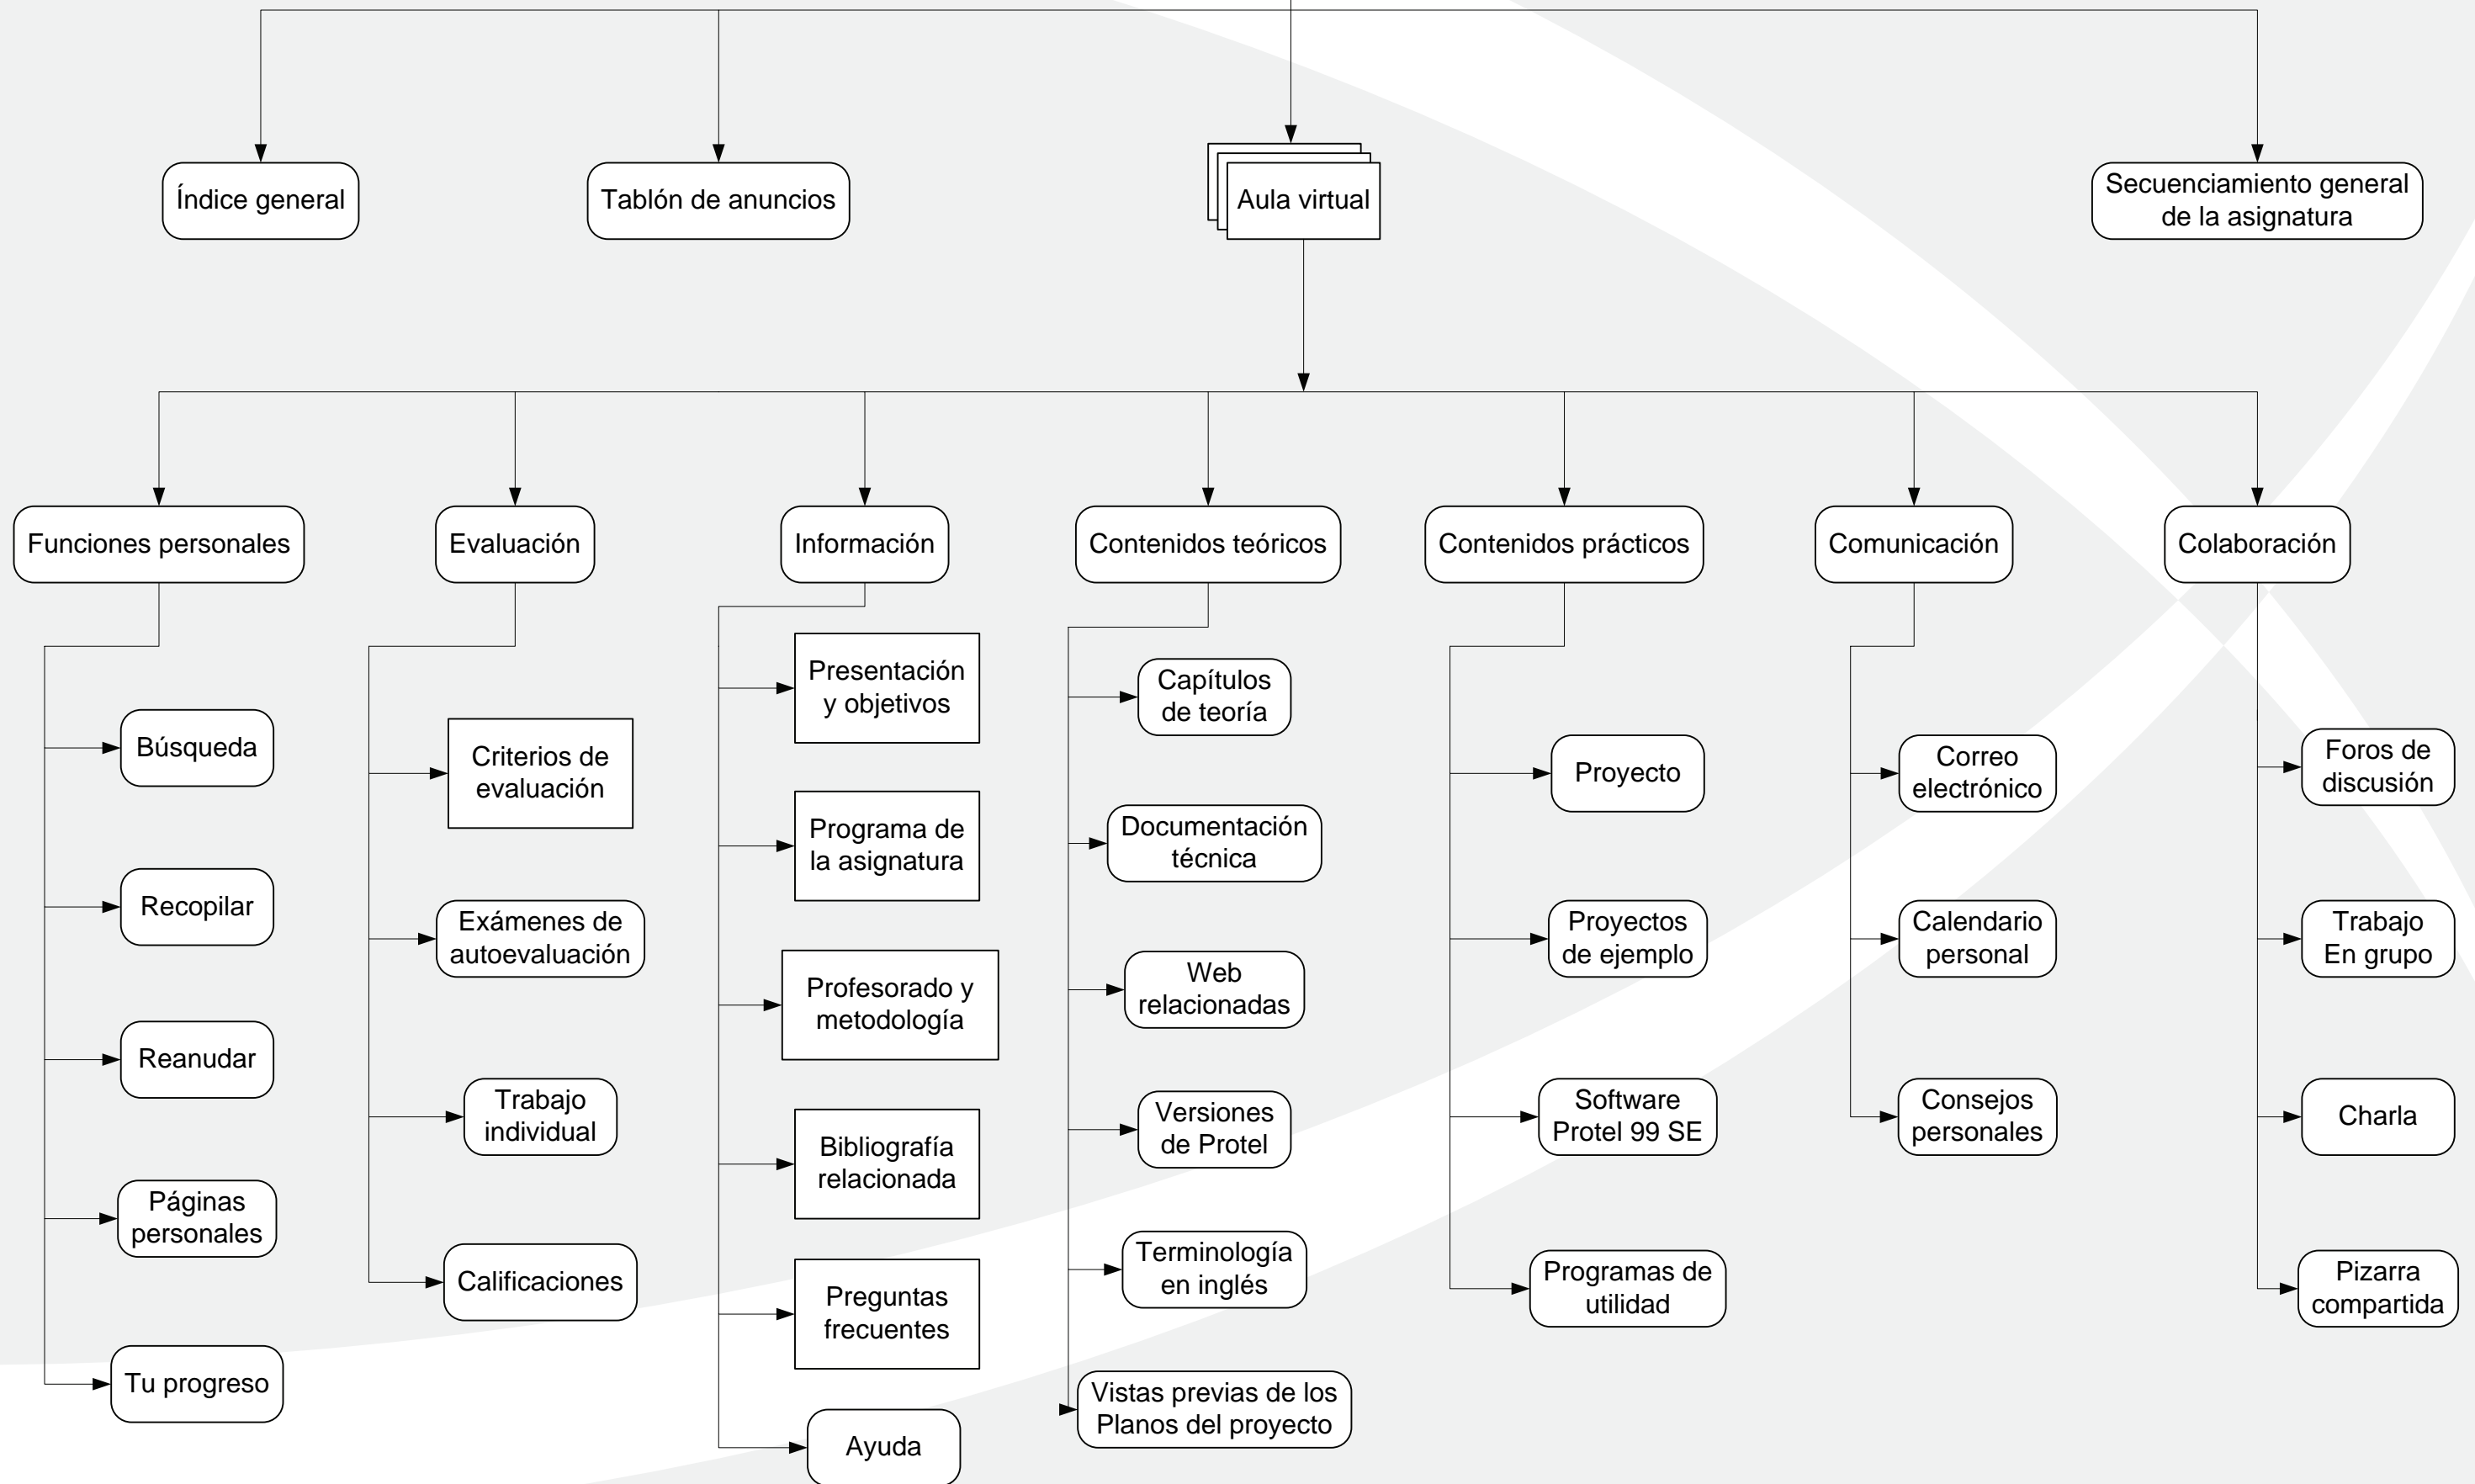 Índice general
Tablón de anuncios
Aula virtual
Secuenciamiento general
de la asignatura
Funciones personales
Evaluación
Información
Contenidos teóricos
Contenidos prácticos
Comunicación
Colaboración
Búsqueda
Recopilar
Reanudar
Páginas
personales
Tu progreso
Criterios de
evaluación
Exámenes de
autoevaluación
Trabajo
individual
Calificaciones
Presentación
y objetivos
Programa de
la asignatura
Profesorado y
metodología
Bibliografía
relacionada
Preguntas
frecuentes
Ayuda
Capítulos
de teoría
Documentación
técnica
Web
relacionadas
Versiones
de Protel
Terminología
en inglés
Vistas previas de los
Planos del proyecto
Proyecto
Proyectos
de ejemplo
Software
Protel 99 SE
Programas de
utilidad
Correo
electrónico
Calendario
personal
Consejos
personales
Foros de
discusión
Trabajo
En grupo
Charla
Pizarra
compartida